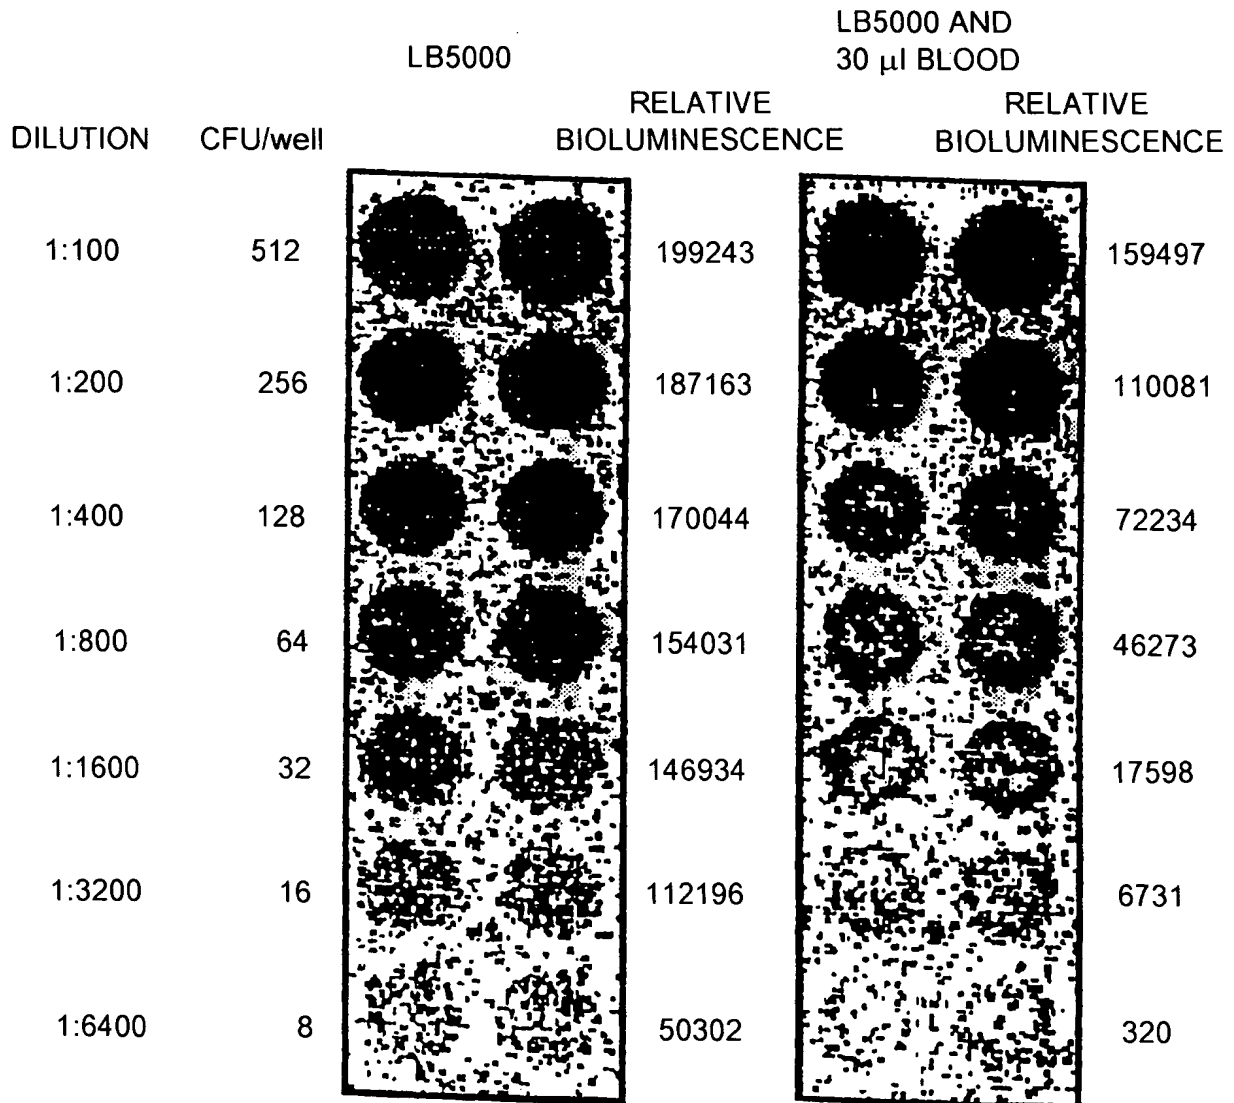 LB5000
LB5000 AND
30 µl BLOOD
DILUTION CFU/well RELATIVE BIOLUMINESCENCE RELATIVE BIOLUMINESCENCE
1:100 512 199243 159497
1:200 256 187163 110081
1:400 128 170044 72234
1:800 64 154031 46273
1:1600 32 146934 17598
1:3200 16 112196 6731
1:6400 8 50302 320